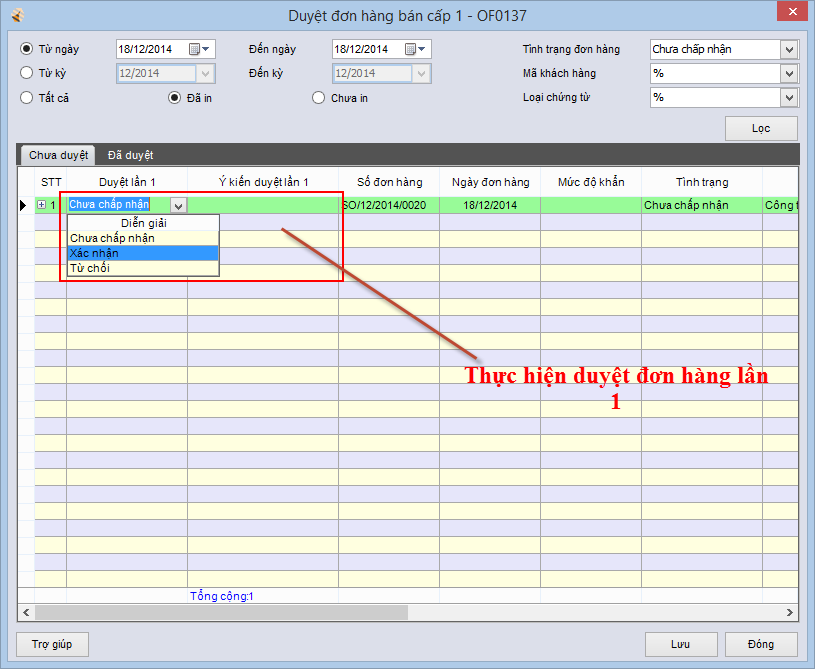 Duyệt đơn hàng bán cấp 1 - OF0137
Từ ngày 18/12/2014 Đến ngày 18/12/2014 Tình trạng đơn hàng Chưa chấp nhận
Từ kỳ 12/2014 Đến kỳ 12/2014 Mã khách hàng %
Tất cả Đã in Chưa in Loại chứng từ %
Lọc
Chưa duyệt Đã duyệt
STT Duyệt lần 1 Ý kiến duyệt lần 1 Số đơn hàng Ngày đơn hàng Mức độ khẩn Tình trạng
1 Chưa chấp nhận SO/12/2014/0020 18/12/2014 Chưa chấp nhận Công t
Diễn giải
Chưa chấp nhận
Xác nhận
Từ chối
Thực hiện duyệt đơn hàng lần
1
Tổng cộng:1
Trợ giúp Lưu Đóng